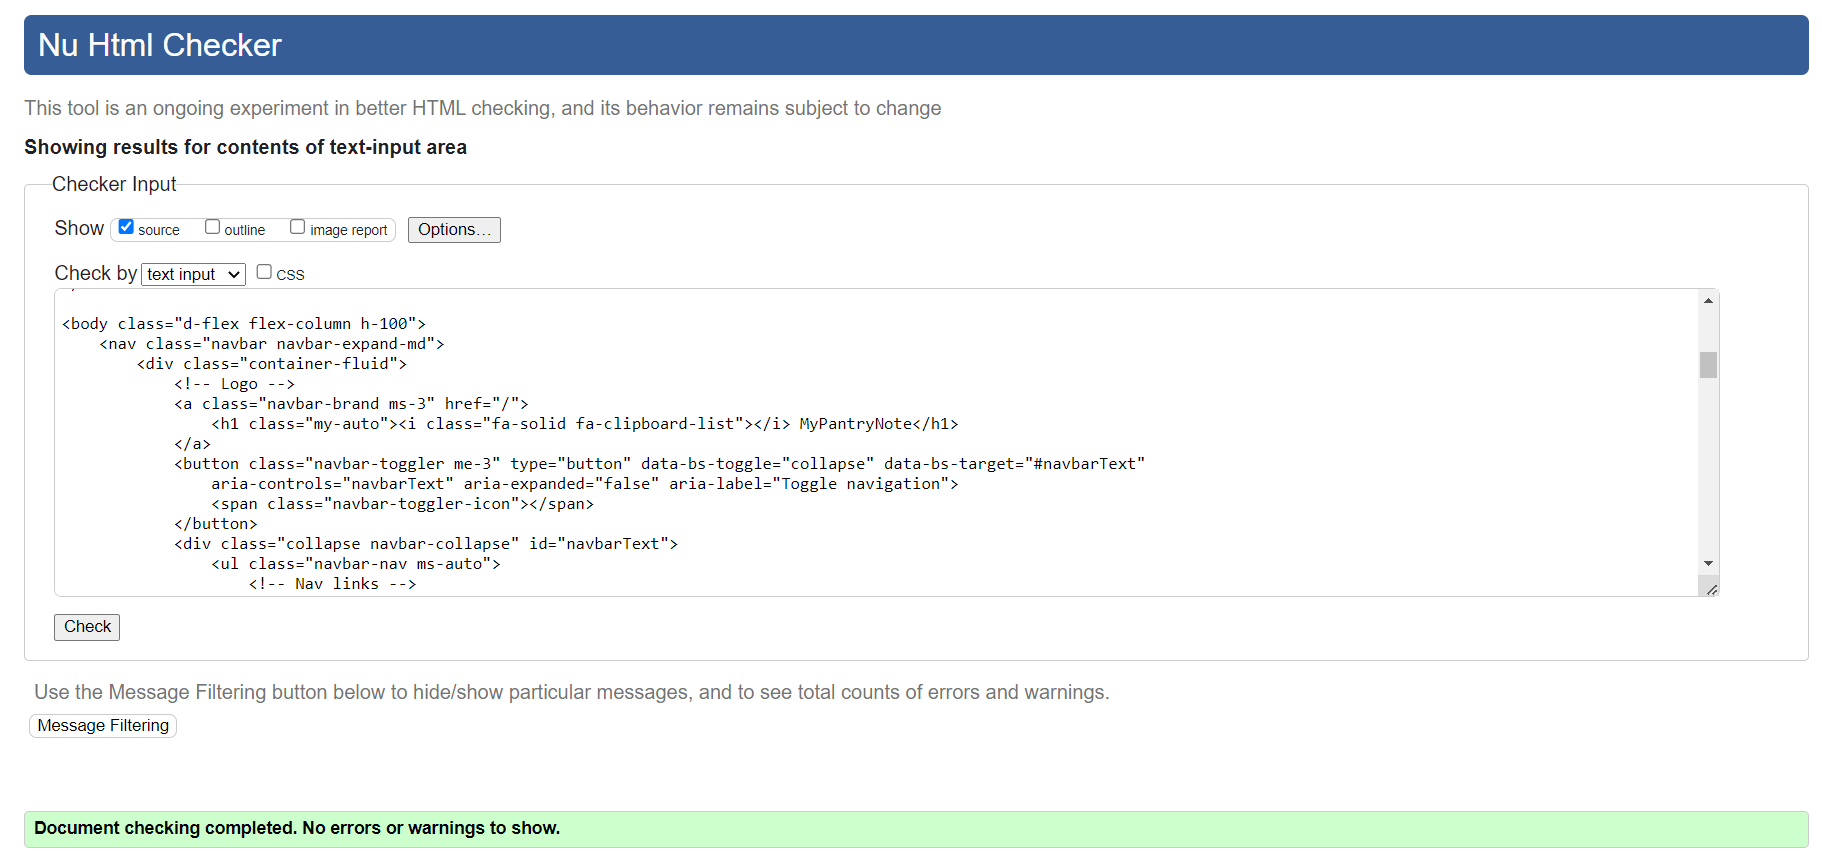 Nu Html Checker
This tool is an ongoing experiment in better HTML checking, and its behavior remains subject to change
Showing results for contents of text-input area
Checker Input
Show source outline image report Options...
Check by text input CSS
<body class="d-flex flex-column h-100">
    <nav class="navbar navbar-expand-md">
        <div class="container-fluid">
            <!-- Logo -->
            <a class="navbar-brand ms-3" href="/">
                <h1 class="my-auto"><i class="fa-solid fa-clipboard-list"></i> MyPantryNote</h1>
            </a>
            <button class="navbar-toggler me-3" type="button" data-bs-toggle="collapse" data-bs-target="#navbarText"
                aria-controls="navbarText" aria-expanded="false" aria-label="Toggle navigation">
                <span class="navbar-toggler-icon"></span>
            </button>
            <div class="collapse navbar-collapse" id="navbarText">
                <ul class="navbar-nav ms-auto">
                    <!-- Nav links -->
Check
Use the Message Filtering button below to hide/show particular messages, and to see total counts of errors and warnings.
Message Filtering
Document checking completed. No errors or warnings to show.